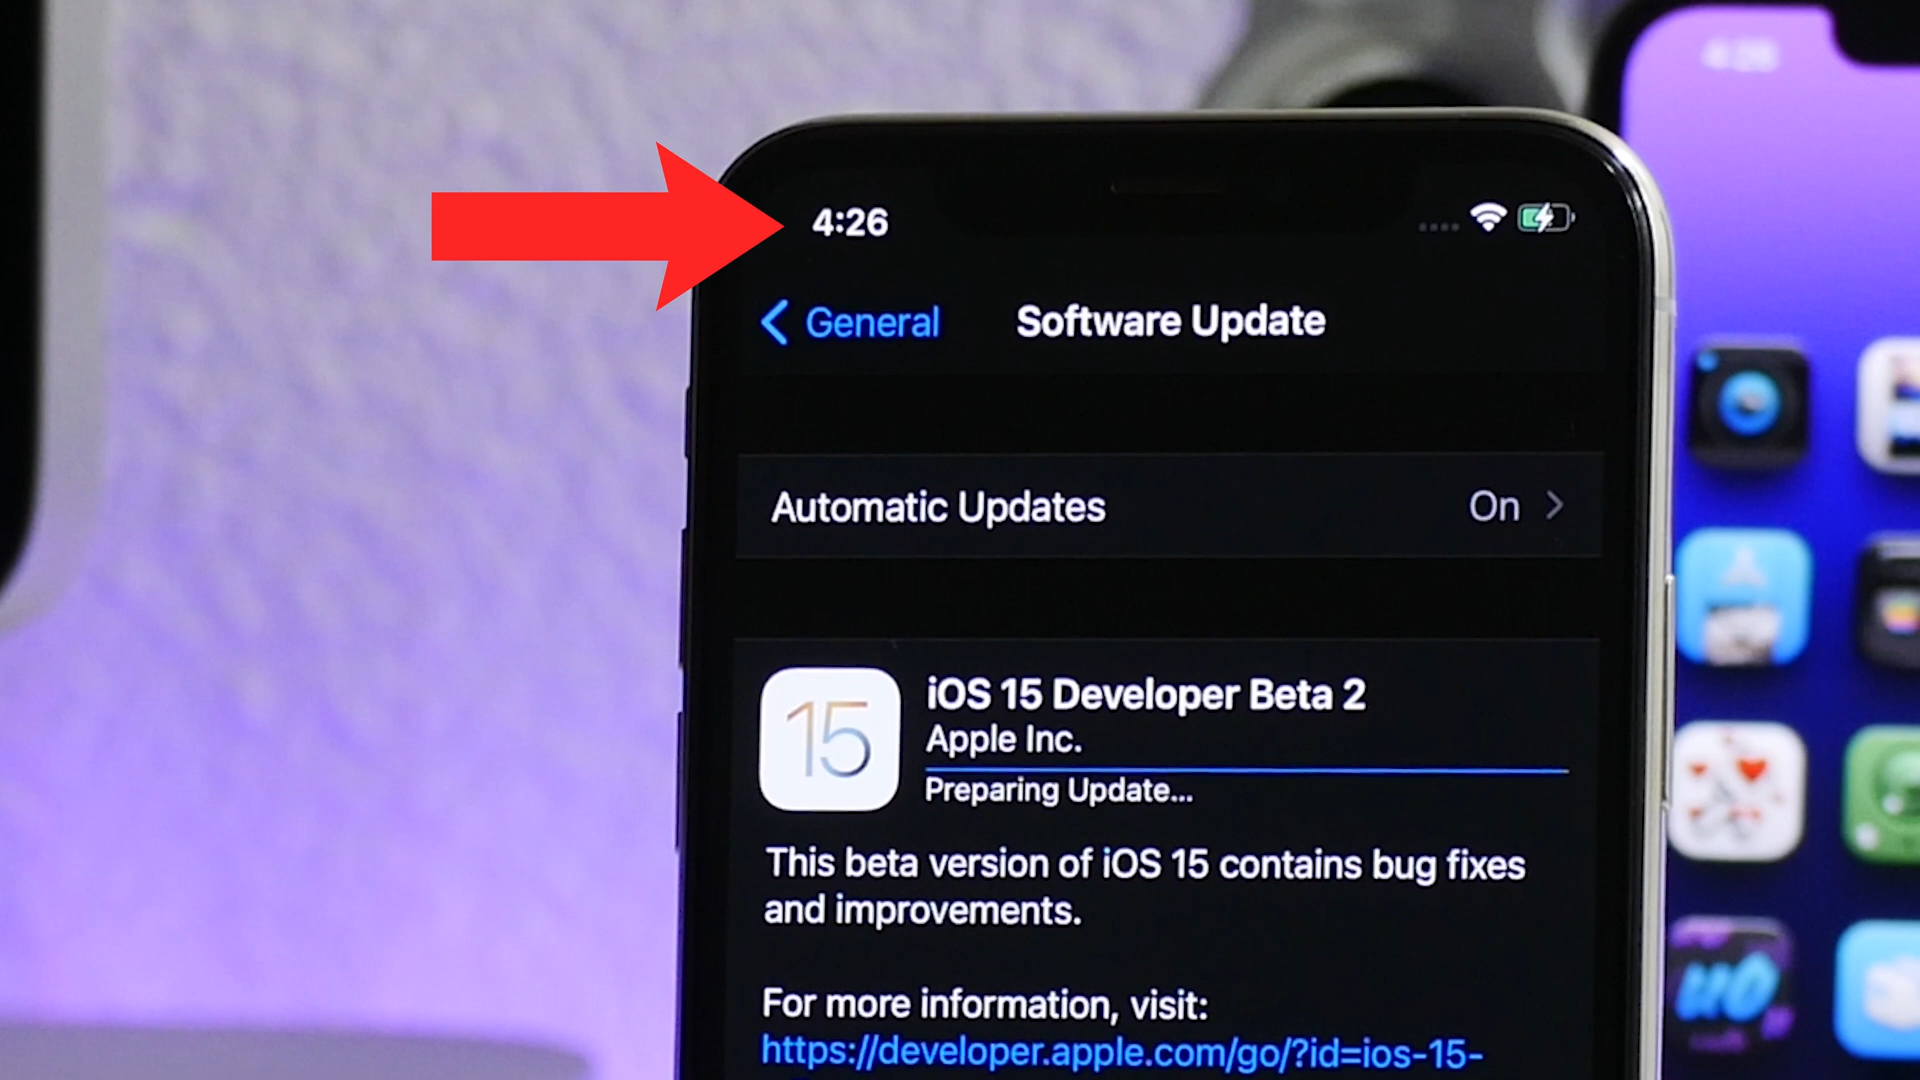 4:26
General
Software Update
Automatic Updates On
15
iOS 15 Developer Beta 2
Apple Inc.
Preparing Update...
This beta version of iOS 15 contains bug fixes
and improvements.
For more information, visit:
https://developer.apple.com/go/?id=ios-15-
4:26